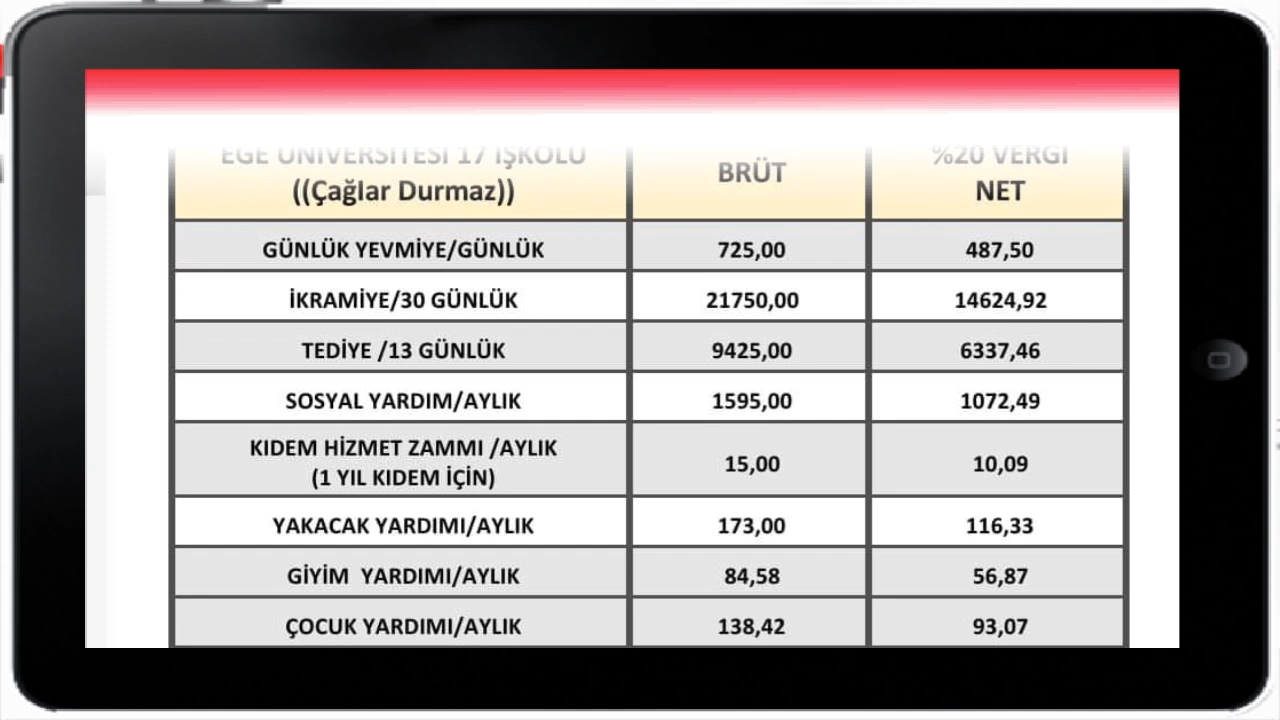 EGE ÜNİVERSİTESİ 17 İŞKOLU
((Çağlar Durmaz))
BRÜT
%20 VERGİ
NET
GÜNLÜK YEVMİYE/GÜNLÜK 725,00 487,50
İKRAMİYE/30 GÜNLÜK 21750,00 14624,92
TEDİYE /13 GÜNLÜK 9425,00 6337,46
SOSYAL YARDIM/AYLIK 1595,00 1072,49
KIDEM HİZMET ZAMMI /AYLIK
(1 YIL KIDEM İÇİN) 15,00 10,09
YAKACAK YARDIMI/AYLIK 173,00 116,33
GİYİM  YARDIMI/AYLIK 84,58 56,87
ÇOCUK YARDIMI/AYLIK 138,42 93,07